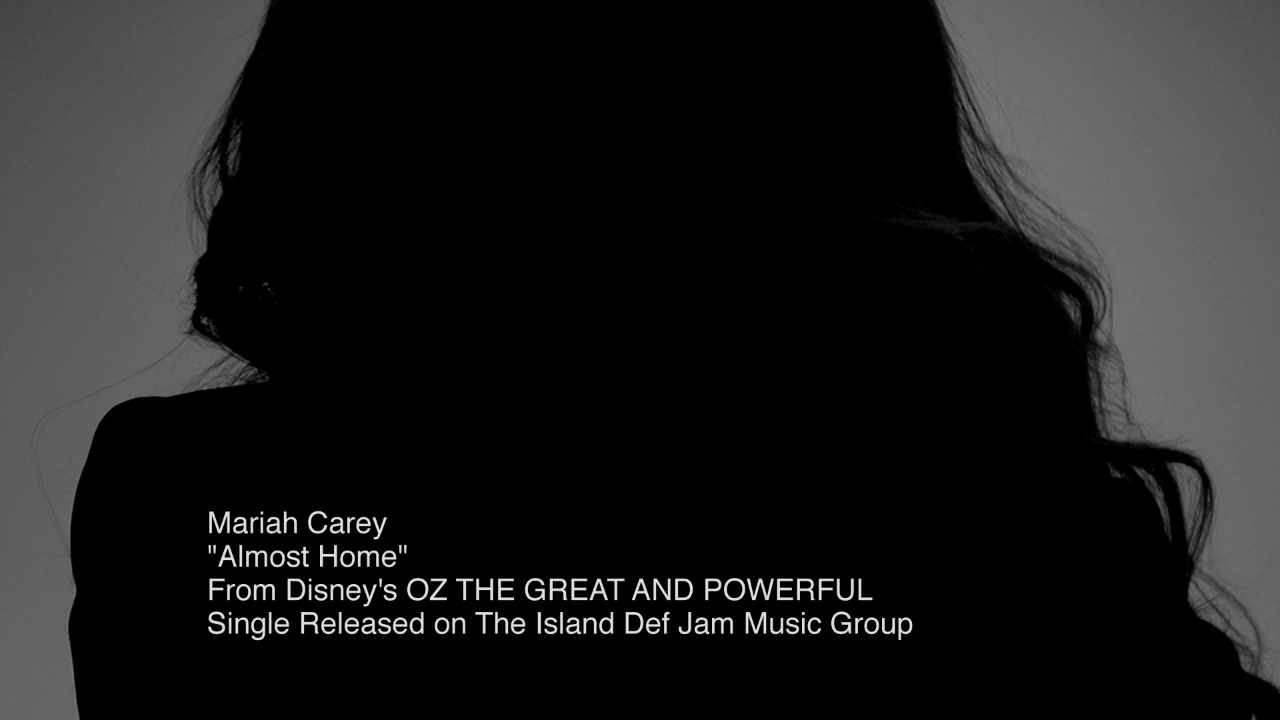 Mariah Carey
"Almost Home"
From Disney's OZ THE GREAT AND POWERFUL
Single Released on The Island Def Jam Music Group